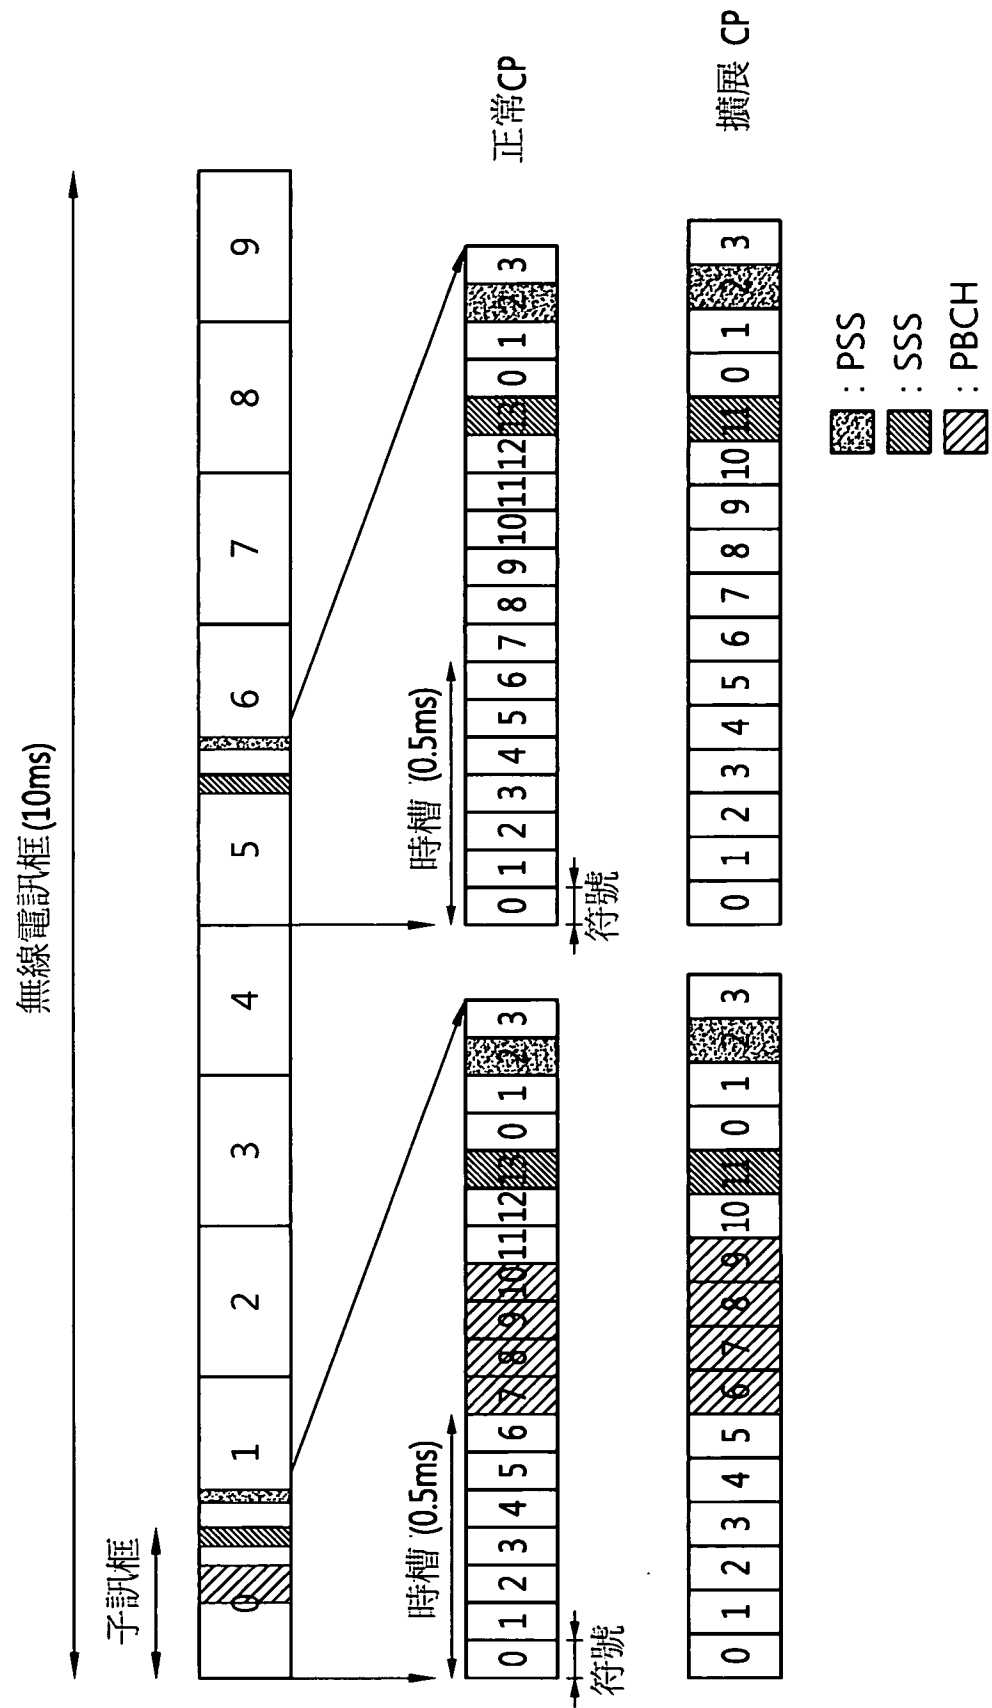 無線電訊框(10ms)
子訊框
0 1 2 3 4 5 6 7 8 9
時槽 (0.5ms)
時槽 (0.5ms)
0 1 2 3 4 5 6 7 8 9 10 11 12 13 0 1 2 3
0 1 2 3 4 5 6 7 8 9 10 11 12 13 0 1 2 3
正常CP
符號
符號
0 1 2 3 4 5 6 7 8 9 10 11 0 1 2 3
0 1 2 3 4 5 6 7 8 9 10 11 0 1 2 3
擴展 CP
: PSS
: SSS
: PBCH